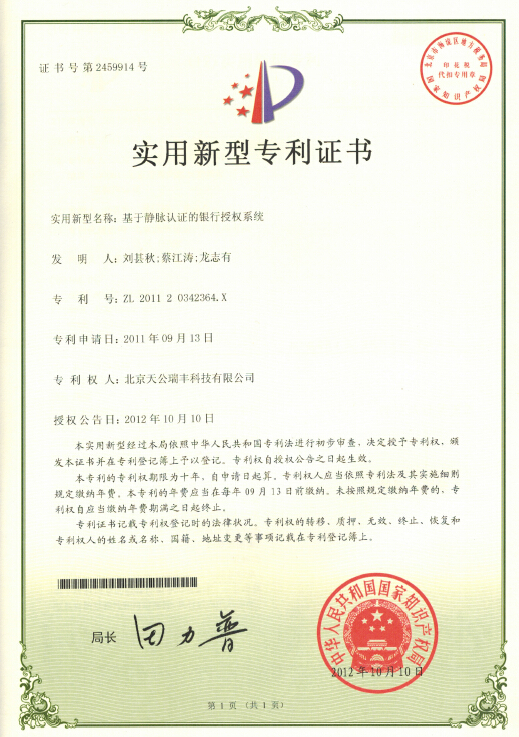 证书号第2459914号
北京市海淀区地方税务局
印花税
代扣专用章
国家知识产权局
实用新型专利证书
实用新型名称：基于静脉认证的银行授权系统
发明人：刘甚秋;蔡江涛;龙志有
专利号：ZL 2011 2 0342364.X
专利申请日：2011年09月13日
专利权人：北京天公瑞丰科技有限公司
授权公告日：2012年10月10日
本实用新型经过本局依照中华人民共和国专利法进行初步审查，决定授予专利权，颁
发本证书并在专利登记簿上予以登记。专利权自授权公告之日起生效。
本专利的专利权期限为十年，自申请日起算。专利权人应当依照专利法及其实施细则
规定缴纳年费。本专利的年费应当在每年09月13日前缴纳。未按照规定缴纳年费的，专
利权自应当缴纳年费期满之日起终止。
专利证书记载专利权登记时的法律状况。专利权的转移、质押、无效、终止、恢复和
专利权人的姓名或名称、国籍、地址变更等事项记载在专利登记簿上。
局长
田力普
中华人民共和国国家知识产权局
2012年10月10日
第1页（共1页）